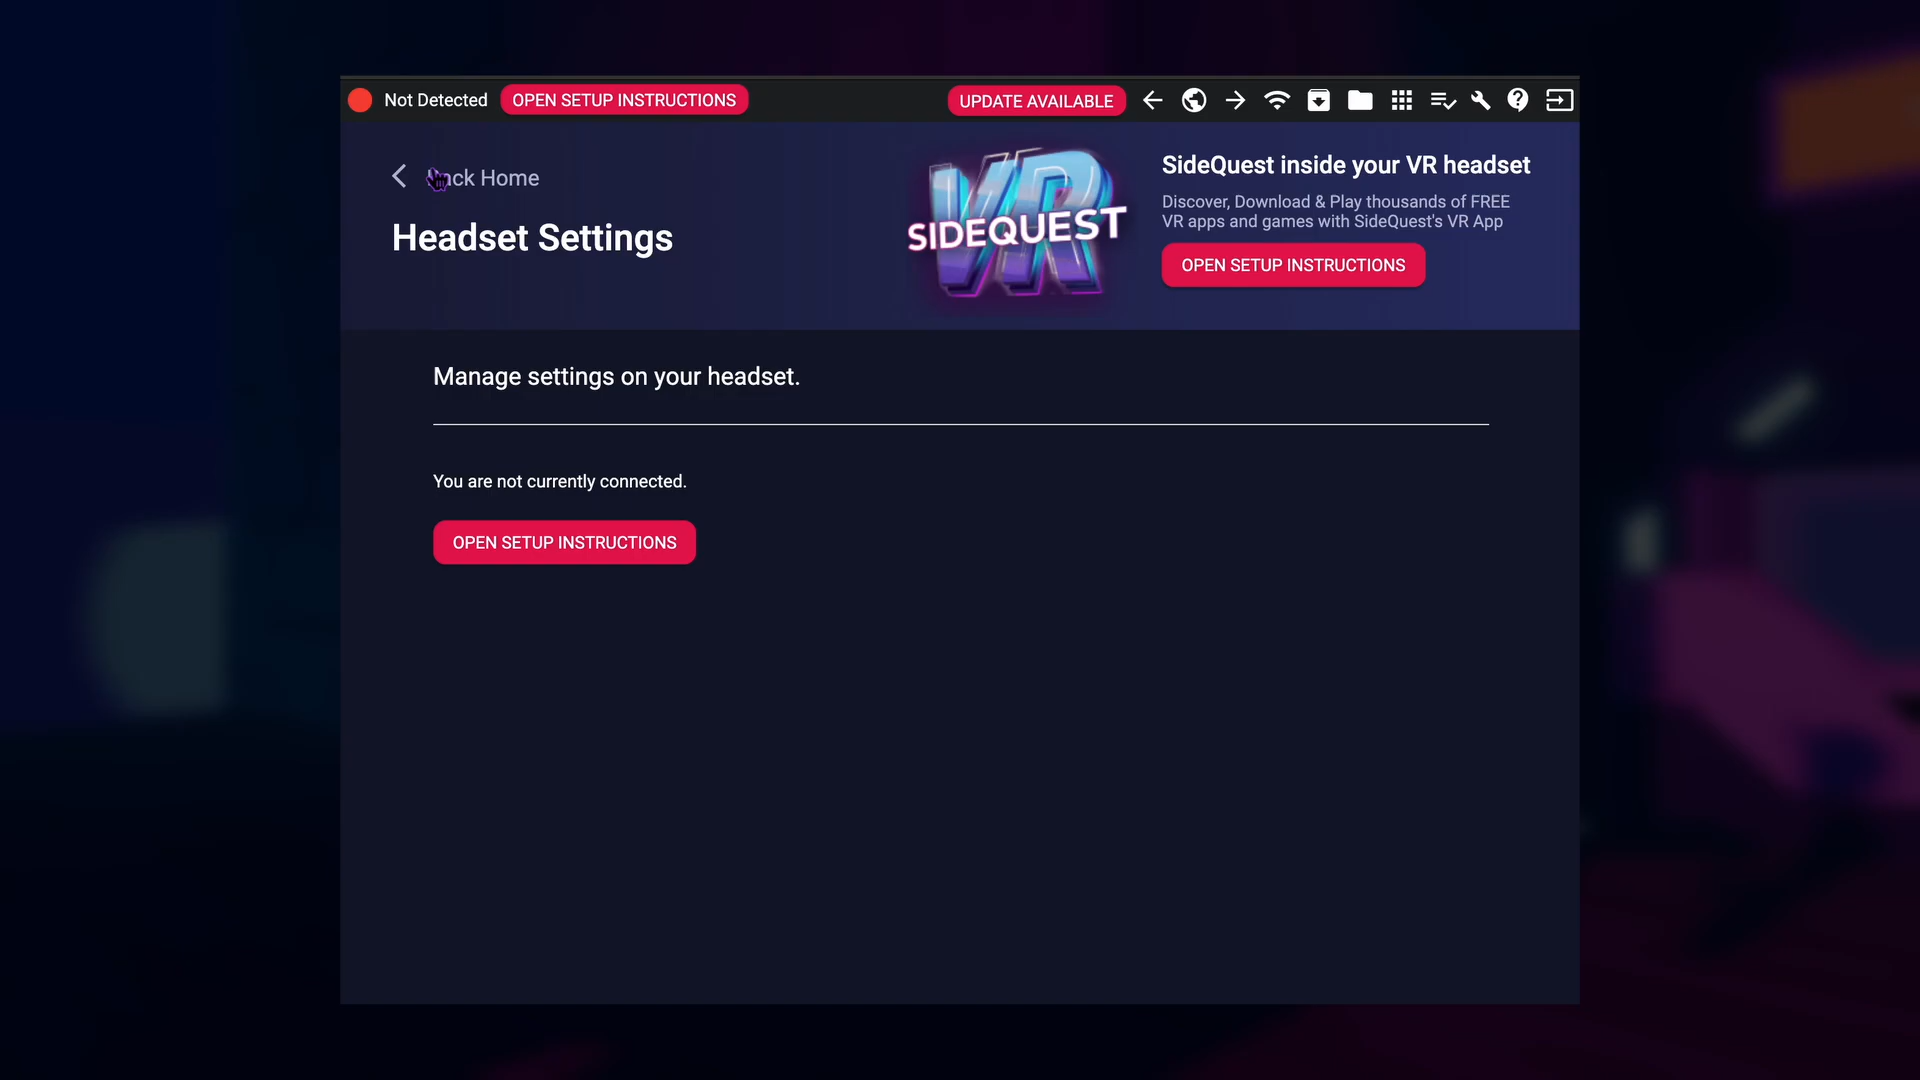 Not Detected
OPEN SETUP INSTRUCTIONS
UPDATE AVAILABLE
Home
Headset Settings
VR
SIDEQUEST
SideQuest inside your VR headset
Discover, Download & Play thousands of FREE
VR apps and games with SideQuest's VR App
OPEN SETUP INSTRUCTIONS
Manage settings on your headset.
You are not currently connected.
OPEN SETUP INSTRUCTIONS